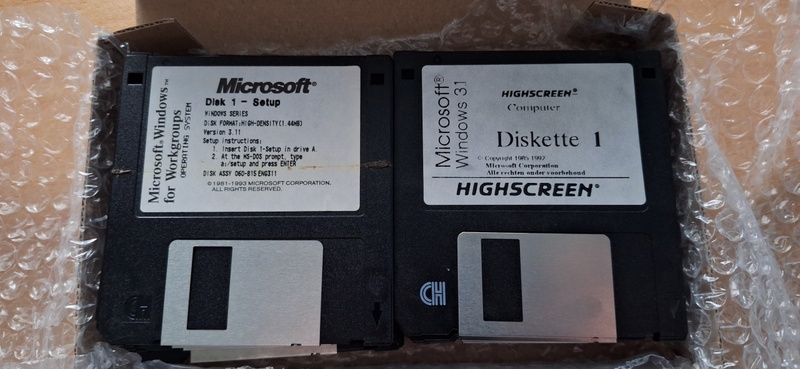 Microsoft Windows™
for Workgroups
OPERATING SYSTEM
Microsoft®
Disk 1 - Setup
WINDOWS SERIES
DISK FORMAT:HIGH-DENSITY(1.44MB)
Version 3.11
Setup instructions:
1. Insert Disk 1-Setup in drive A.
2. At the MS-DOS prompt, type
a:/setup and press ENTER
DISK ASSY 060-815 ENG311
©1981-1993 MICROSOFT CORPORATION.
ALL RIGHTS RESERVED.
Microsoft®
Windows 3.1
HIGHSCREEN®
Computer
Diskette 1
© Copyright 1985 1992
Microsoft Corporation
Alle rechten onder voorbehoud
HIGHSCREEN®